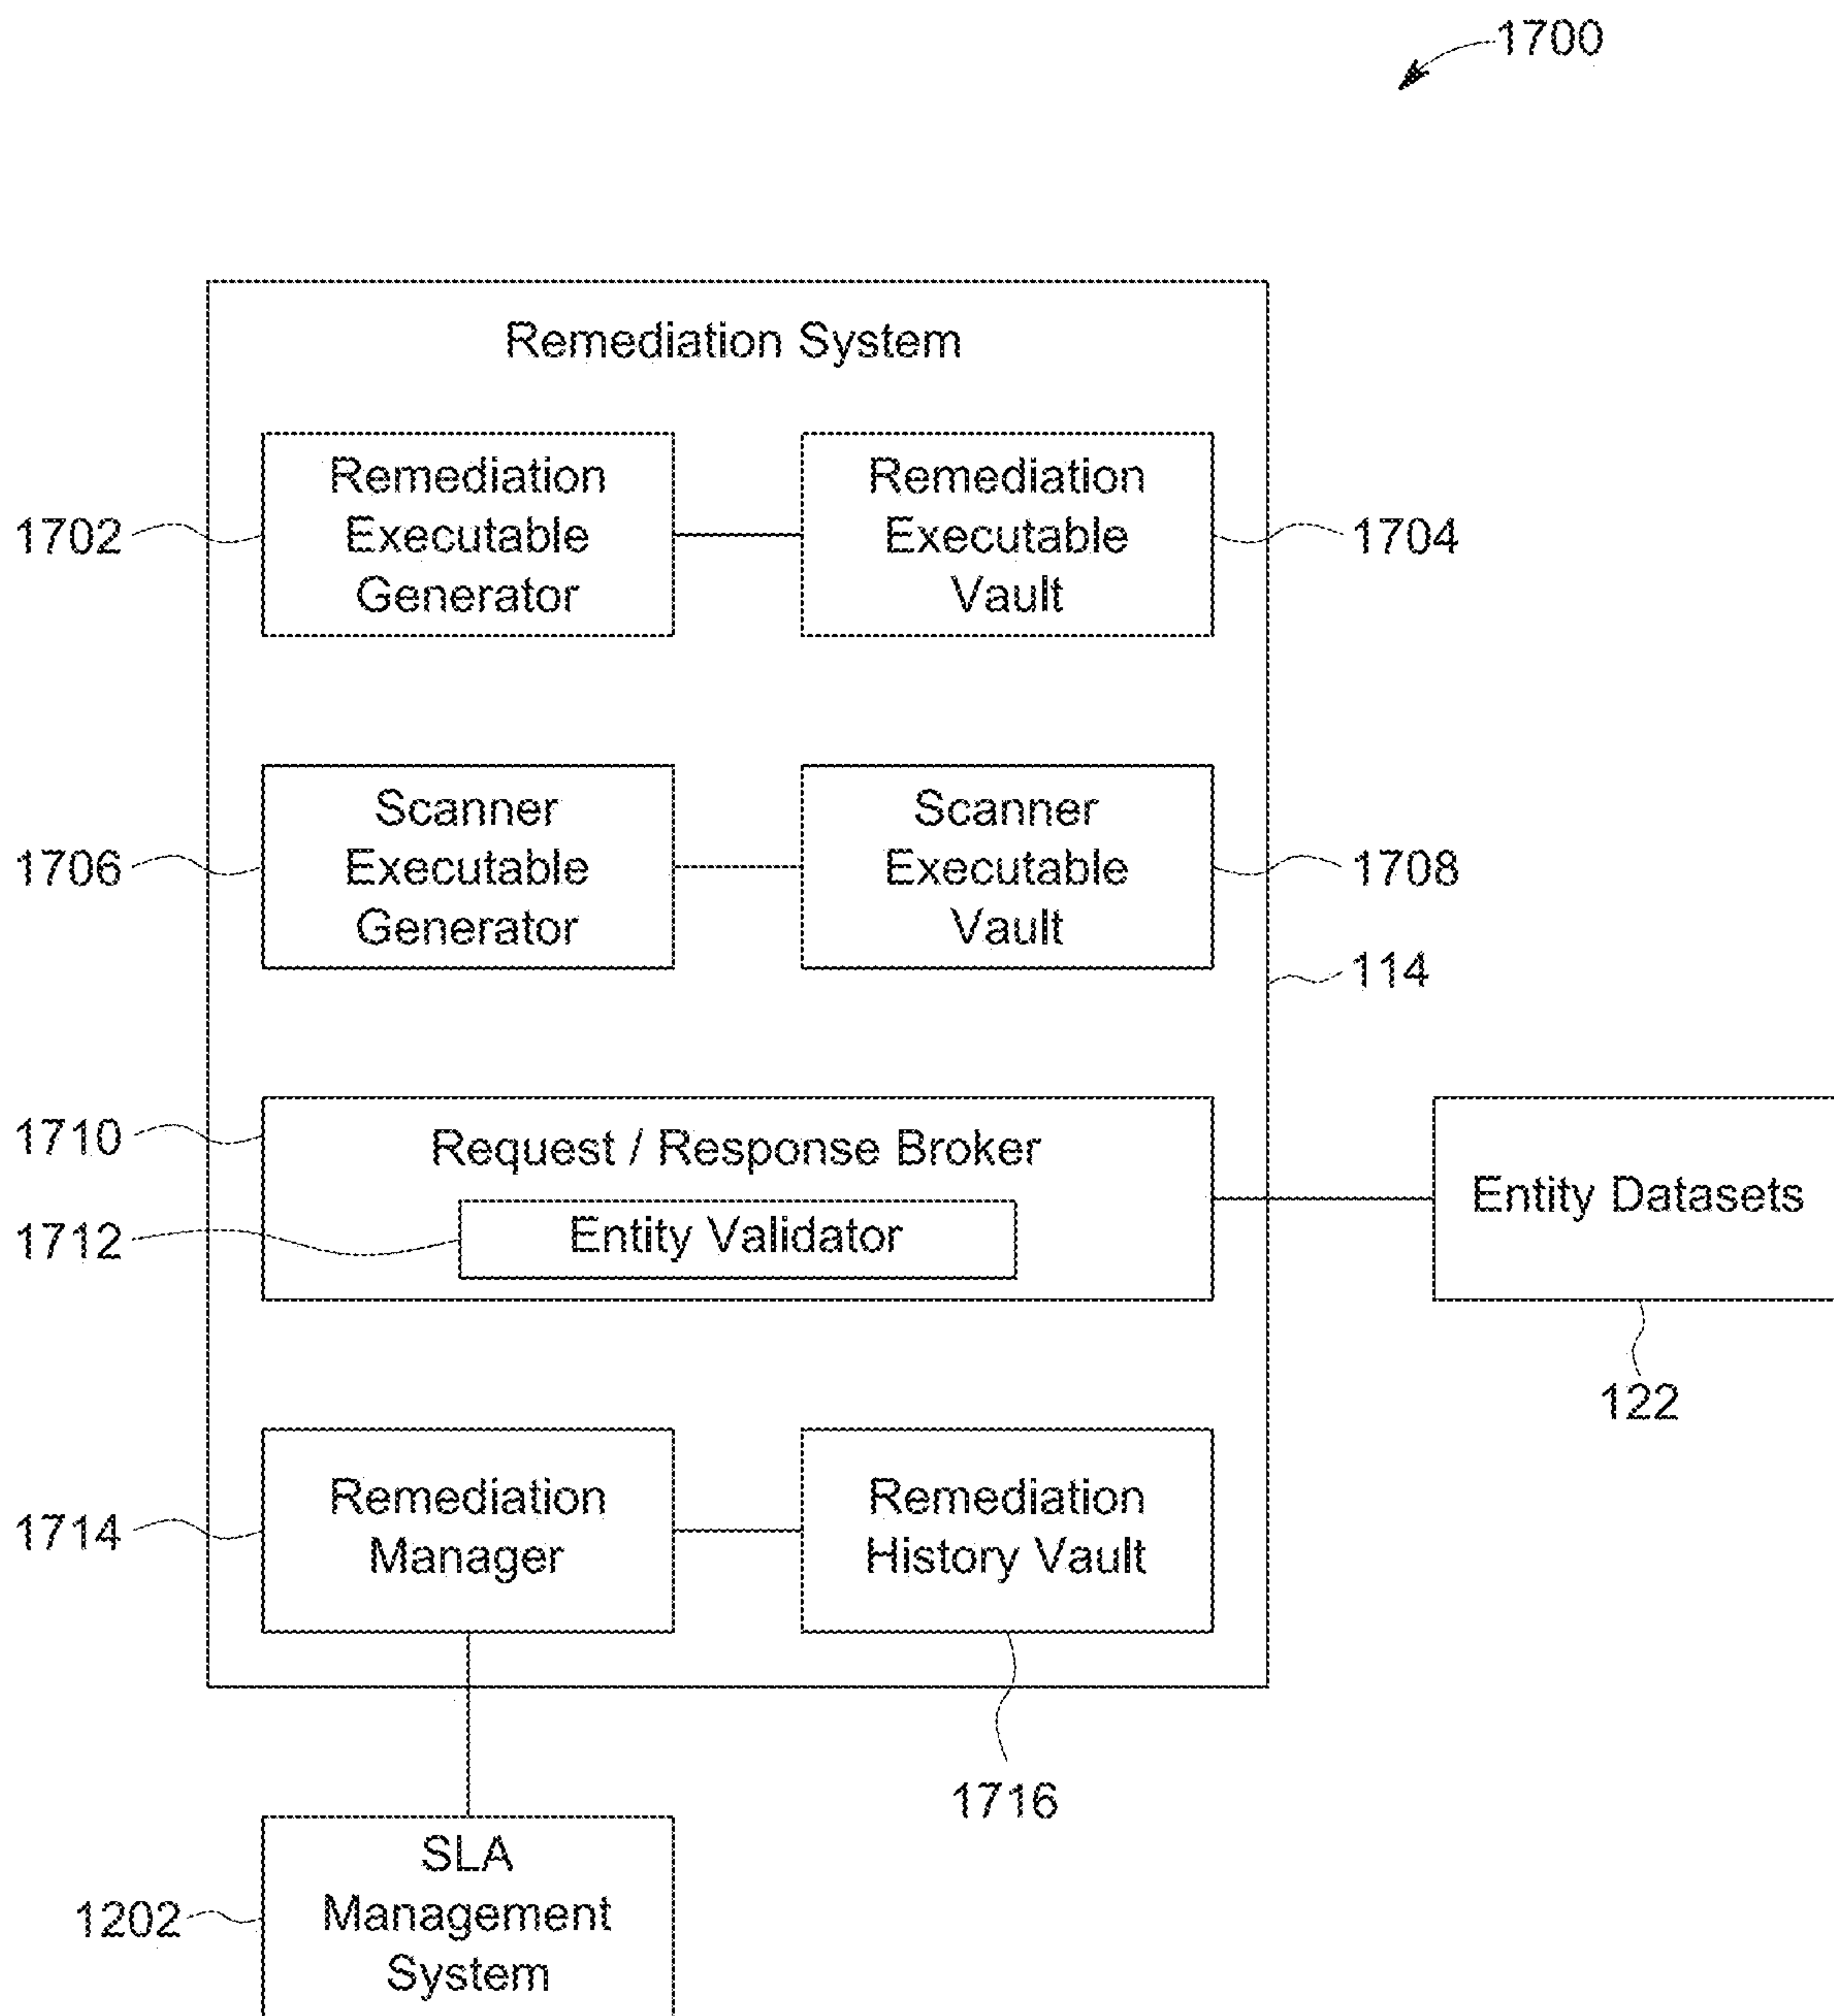 1700
Remediation System
Remediation
Executable
Generator
Remediation
Executable
Vault
1702
1704
Scanner
Executable
Generator
Scanner
Executable
Vault
1706
1708
114
1710
Request / Response Broker
1712
Entity Validator
Entity Datasets
122
Remediation
Manager
Remediation
History Vault
1714
1716
SLA
Management
System
1202